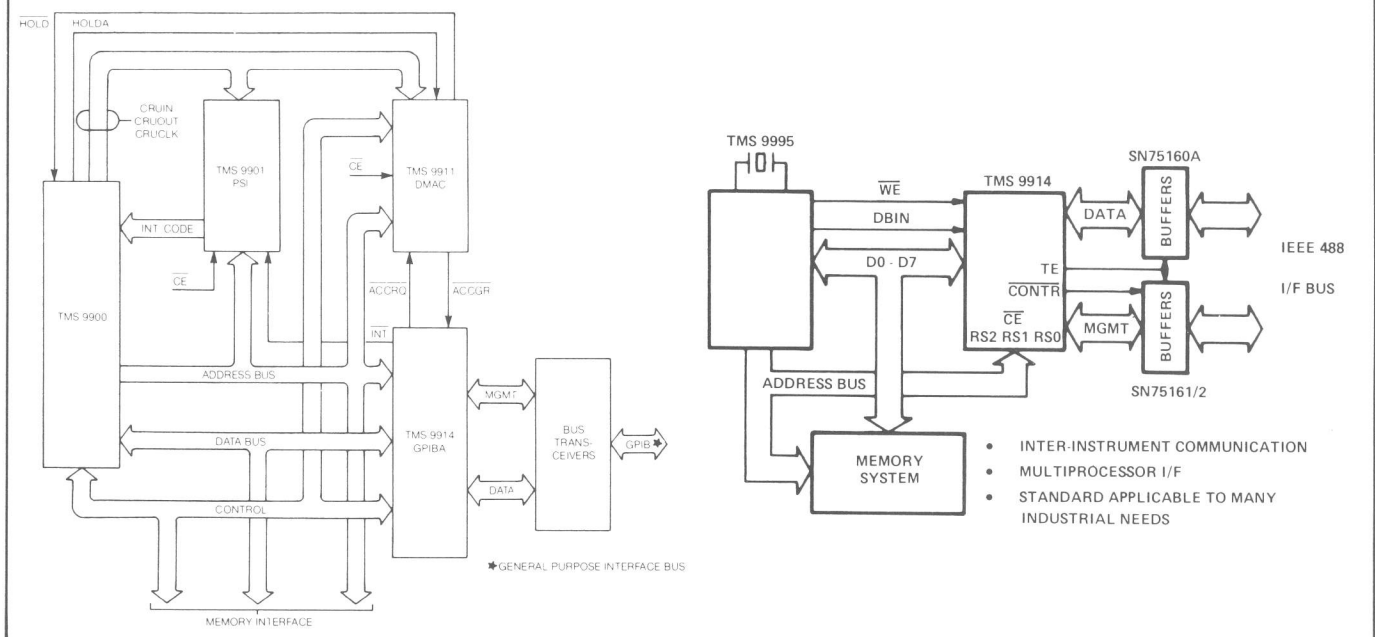 HOLD
HOLDA
CRUIN
CRUOUT
CRUCLK
TMS 9901
PSI
TMS 9911
DMAC
CE
INT CODE
CE
TMS 9900
ACCRQ
ACCGR
INT
ADDRESS BUS
DATA BUS
CONTROL
TMS 9914
GPIBA
MGMT
DATA
BUS
TRANS-
CEIVERS
GPIB★
★GENERAL PURPOSE INTERFACE BUS
MEMORY INTERFACE
TMS 9995
WE
DBIN
D0 - D7
TMS 9914
SN75160A
DATA
BUFFERS
IEEE 488
I/F BUS
TE
CONTR
CE
RS2 RS1 RS0
MGMT
BUFFERS
SN75161/2
ADDRESS BUS
MEMORY
SYSTEM
• INTER-INSTRUMENT COMMUNICATION
• MULTIPROCESSOR I/F
• STANDARD APPLICABLE TO MANY
INDUSTRIAL NEEDS